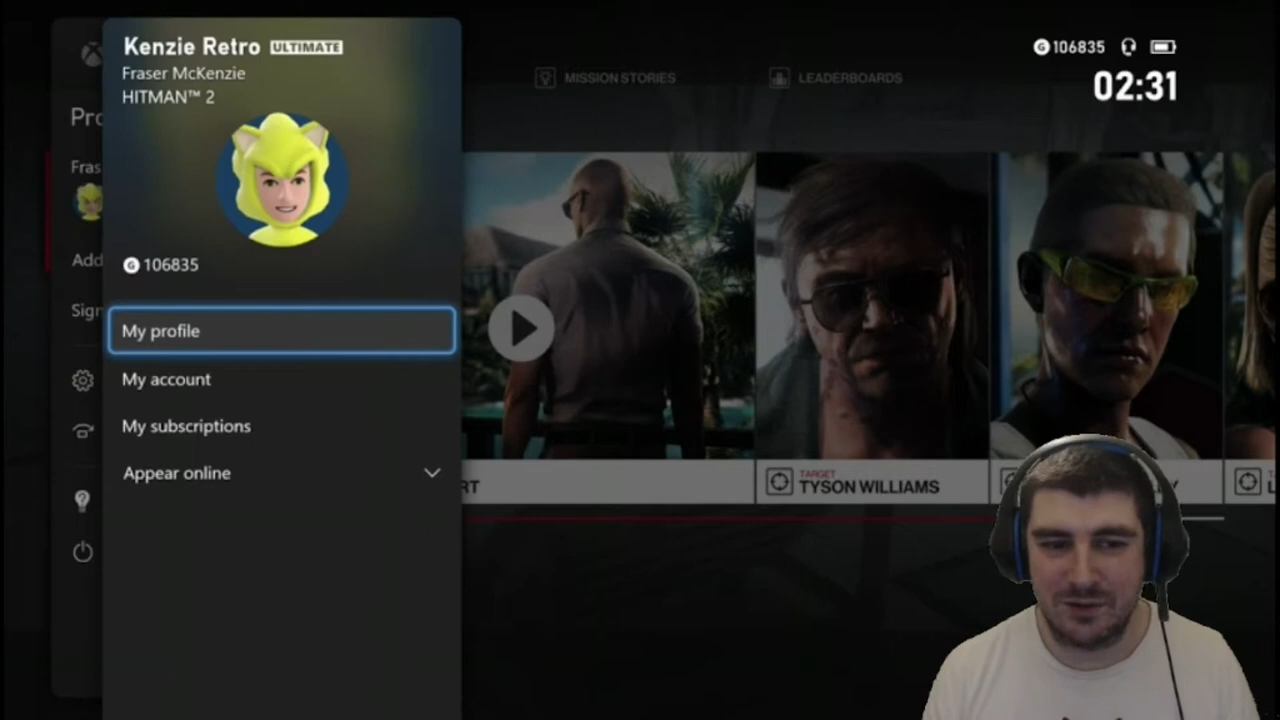 Kenzie Retro ULTIMATE
Fraser McKenzie
HITMAN™ 2
G 106835
My profile
My account
My subscriptions
Appear online
Pro
Fras
Add
Sign
MISSION STORIES
LEADERBOARDS
G 106835
02:31
RT
TARGET
TYSON WILLIAMS
Y